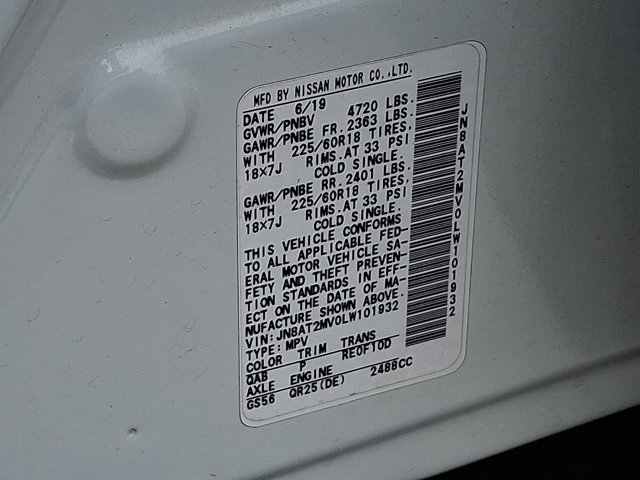 MFD BY NISSAN MOTOR CO.,LTD.
DATE 6/19
GVWR/PNBV 4720 LBS.
GAWR/PNBE FR. 2363 LBS.
WITH 225/60R18 TIRES.
18X7J RIMS.AT 33 PSI
COLD SINGLE.
GAWR/PNBE RR. 2401 LBS.
WITH 225/60R18 TIRES.
18X7J RIMS.AT 33 PSI
COLD SINGLE.
THIS VEHICLE CONFORMS
TO ALL APPLICABLE FED-
ERAL MOTOR VEHICLE SA-
FETY AND THEFT PREVEN-
TION STANDARDS IN EFF-
ECT ON THE DATE OF MA-
NUFACTURE SHOWN ABOVE.
VIN:JN8AT2MV0LW101932
TYPE:MPV
COLOR TRIM TRANS
QAB P RE0F10D
AXLE ENGINE
GS56 QR25(DE) 2488CC
JN8AT2MV0LW101932